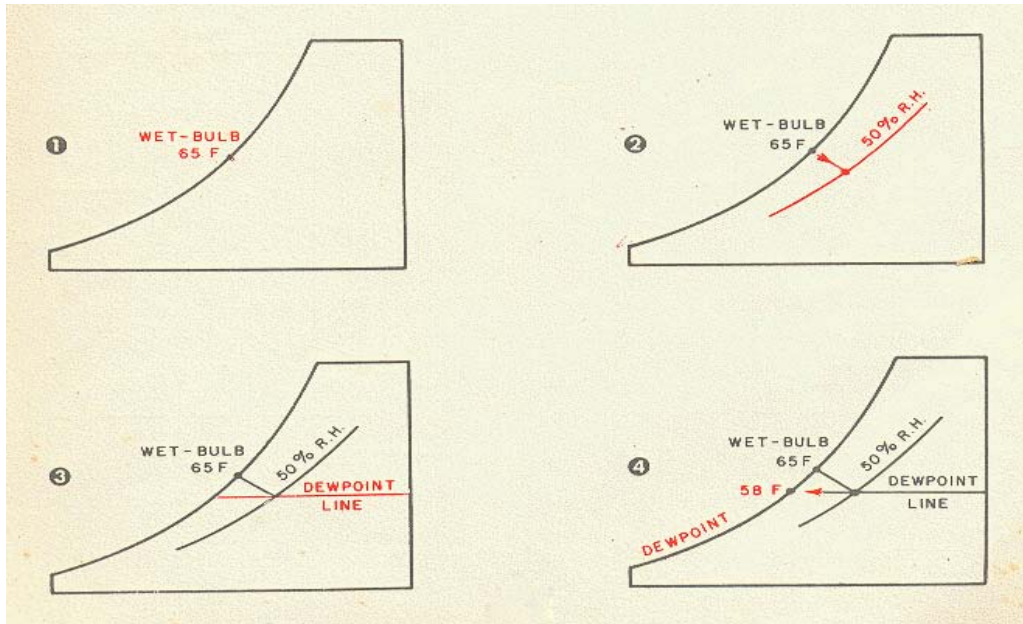 1
WET-BULB
65 F
2
WET-BULB
65 F
50% R.H.
3
WET-BULB
65 F
50% R.H.
DEWPOINT
LINE
4
WET-BULB
65 F
50% R.H.
58 F
DEWPOINT
LINE
DEWPOINT